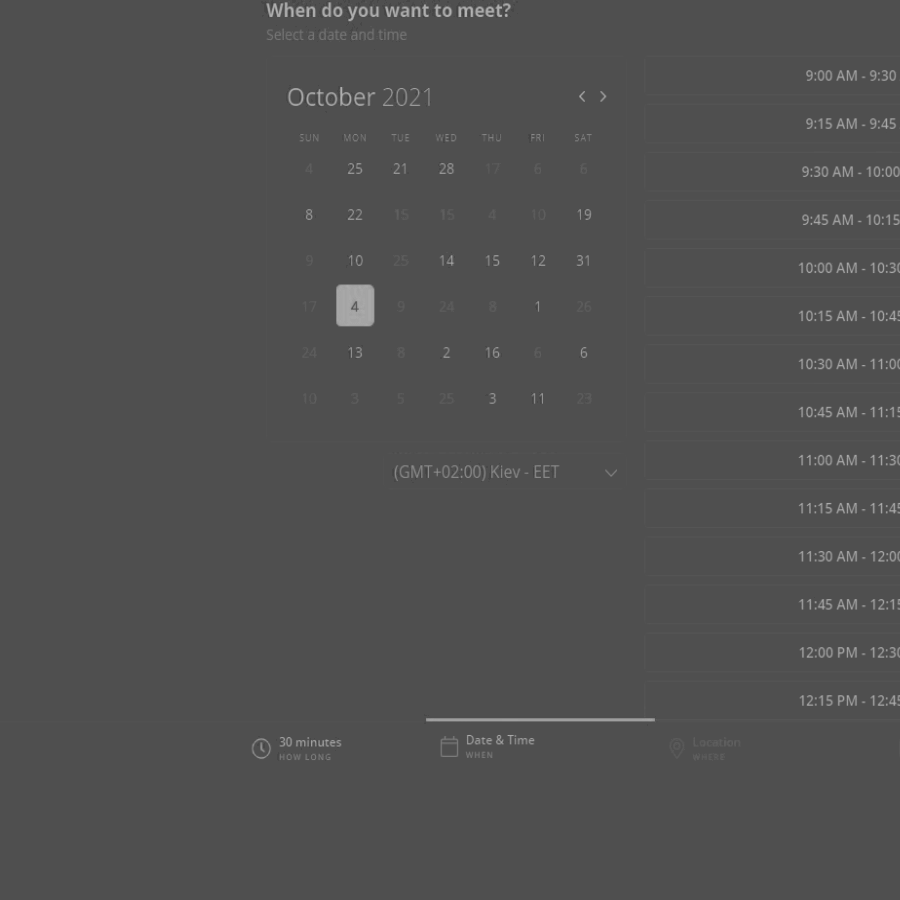 When do you want to meet?
Select a date and time
October 2021
SUN MON TUE WED THU FRI SAT
4 25 21 28 17 6 6
8 22 15 15 4 10 19
9 10 25 14 15 12 31
17 4 9 24 8 1 26
24 13 8 2 16 6 6
10 3 5 25 3 11 23
(GMT+02:00) Kiev - EET
9:00 AM - 9:30
9:15 AM - 9:45
9:30 AM - 10:00
9:45 AM - 10:15
10:00 AM - 10:30
10:15 AM - 10:45
10:30 AM - 11:00
10:45 AM - 11:15
11:00 AM - 11:30
11:15 AM - 11:45
11:30 AM - 12:00
11:45 AM - 12:15
12:00 PM - 12:30
12:15 PM - 12:45
30 minutes
HOW LONG
Date & Time
WHEN
Location
WHERE